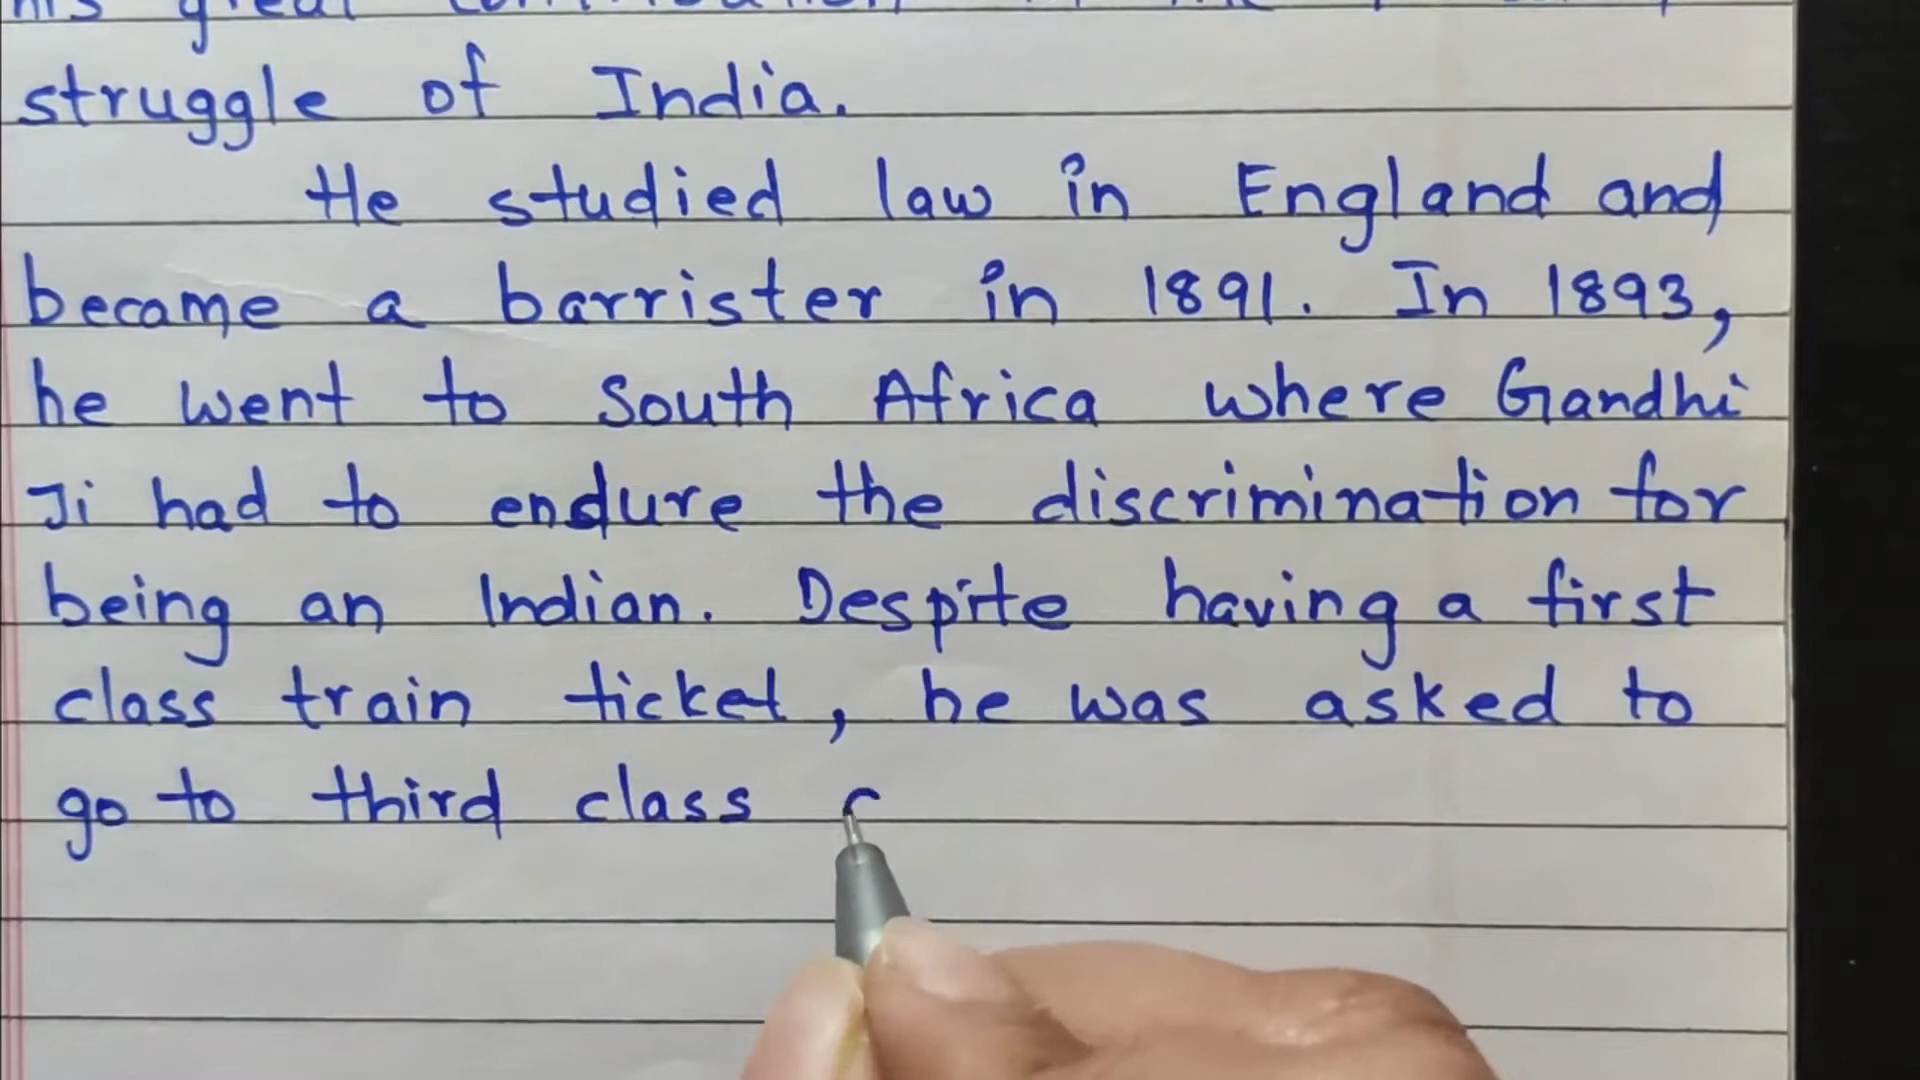 his great
struggle of India.
He studied law in England and
became a barrister in 1891. In 1893,
he went to South Africa where Gandhi
Ji had to endure the discrimination for
being an Indian. Despite having a first
class train ticket, he was asked to
go to third class